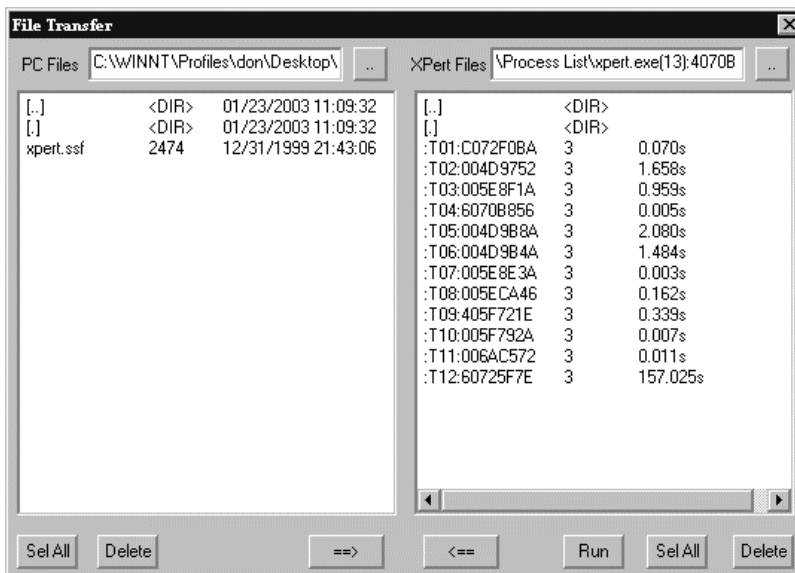 File Transfer
PC Files C:\WINNT\Profiles\don\Desktop\ ..
[..] <DIR> 01/23/2003 11:09:32
[.] <DIR> 01/23/2003 11:09:32
xpert.ssf 2474 12/31/1999 21:43:06
Sel All Delete ==>
XPert Files \Process List\xpert.exe(13):4070B ..
[..] <DIR>
[.] <DIR>
:T01:C072F0BA 3 0.070s
:T02:004D9752 3 1.658s
:T03:005E8F1A 3 0.959s
:T04:6070B856 3 0.005s
:T05:004D9B8A 3 2.080s
:T06:004D9B4A 3 1.484s
:T07:005E8E3A 3 0.003s
:T08:005ECA46 3 0.162s
:T09:405F721E 3 0.339s
:T10:005F792A 3 0.007s
:T11:006AC572 3 0.011s
:T12:60725F7E 3 157.025s
<== Run Sel All Delete